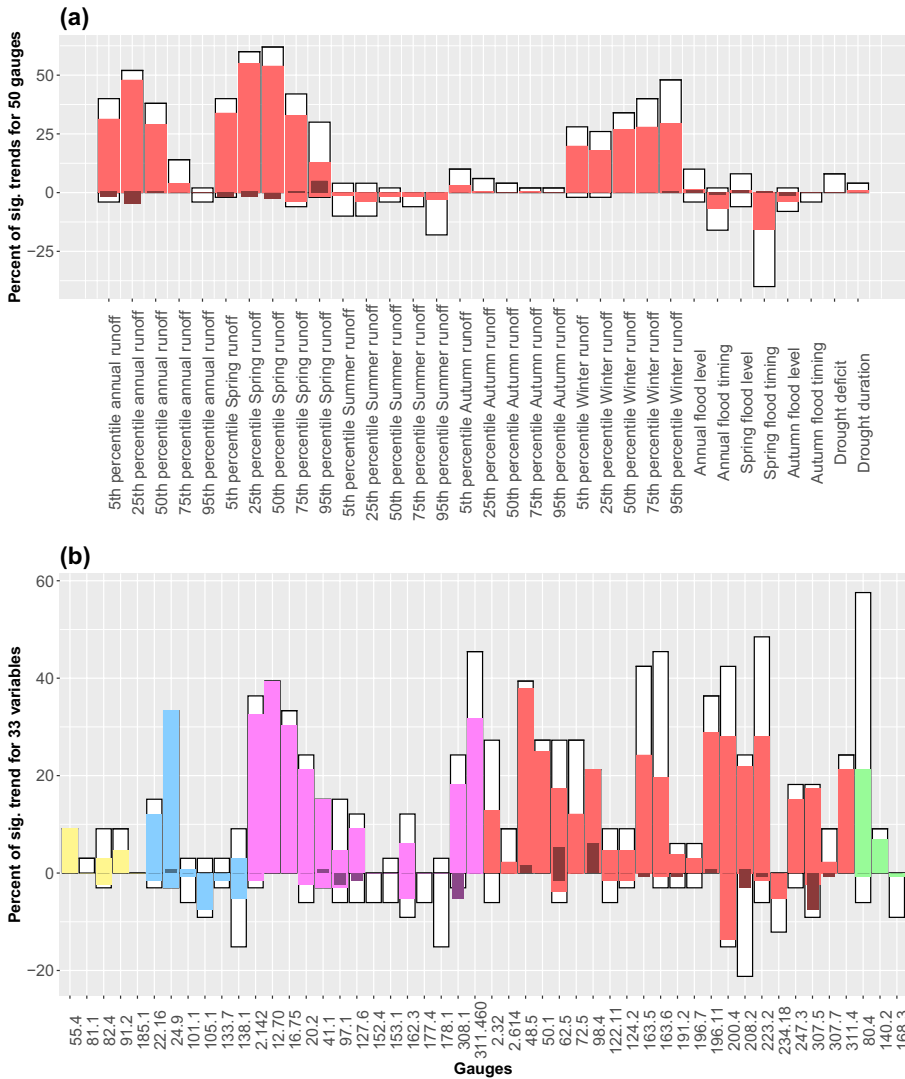 (a)
Percent of sig. trends for 50 gauges
50
25
0
−25
5th percentile annual runoff
25th percentile annual runoff
50th percentile annual runoff
75th percentile annual runoff
95th percentile annual runoff
5th percentile Spring runoff
25th percentile Spring runoff
50th percentile Spring runoff
75th percentile Spring runoff
95th percentile Spring runoff
5th percentile Summer runoff
25th percentile Summer runoff
50th percentile Summer runoff
75th percentile Summer runoff
95th percentile Summer runoff
5th percentile Autumn runoff
25th percentile Autumn runoff
50th percentile Autumn runoff
75th percentile Autumn runoff
95th percentile Autumn runoff
5th percentile Winter runoff
25th percentile Winter runoff
50th percentile Winter runoff
75th percentile Winter runoff
95th percentile Winter runoff
Annual flood level
Annual flood timing
Spring flood level
Spring flood timing
Autumn flood level
Autumn flood timing
Drought deficit
Drought duration
(b)
Percent of sig. trend for 33 variables
60
40
20
0
−20
55.4
81.1
82.4
91.2
185.1
22.16
24.9
101.1
105.1
133.7
138.1
2.142
12.70
16.75
20.2
41.1
97.1
127.6
152.4
153.1
162.3
177.4
178.1
308.1
311.460
2.32
2.614
48.5
50.1
62.5
72.5
98.4
122.11
124.2
163.5
163.6
191.2
196.7
196.11
200.4
208.2
223.2
234.18
247.3
307.5
307.7
311.4
80.4
140.2
168.3
Gauges